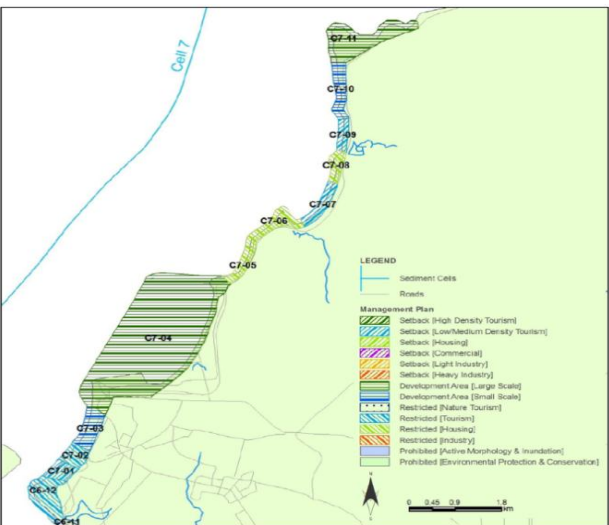 C7-11
Cell 7
C7-10
C7-09
C7-08
C7-07
C7-06
C7-05
C7-04
C7-03
C7-02
C7-01
C6-12
C6-11
LEGEND
Sediment Cells
Roads
Management Plan
Setback [High Density Tourism]
Setback [Low/Medium Density Tourism]
Setback [Housing]
Setback [Commercial]
Setback [Light Industry]
Setback [Heavy Industry]
Development Area [Large Scale]
Development Area [Small Scale]
Restricted [Nature Tourism]
Restricted [Tourism]
Restricted [Housing]
Restricted [Industry]
Prohibited [Active Morphology & Inundation]
Prohibited [Environmental Protection & Conservation]
N
0 0.45 0.9 1.8
km